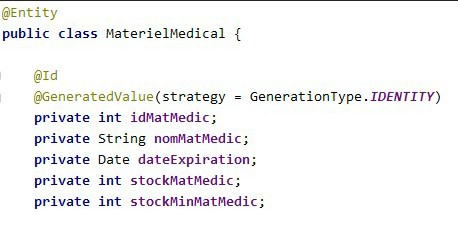 @Entity
public class MaterielMedical {
@Id
@GeneratedValue(strategy = GenerationType.IDENTITY)
private int idMatMedic;
private String nomMatMedic;
private Date dateExpiration;
private int stockMatMedic;
private int stockMinMatMedic;